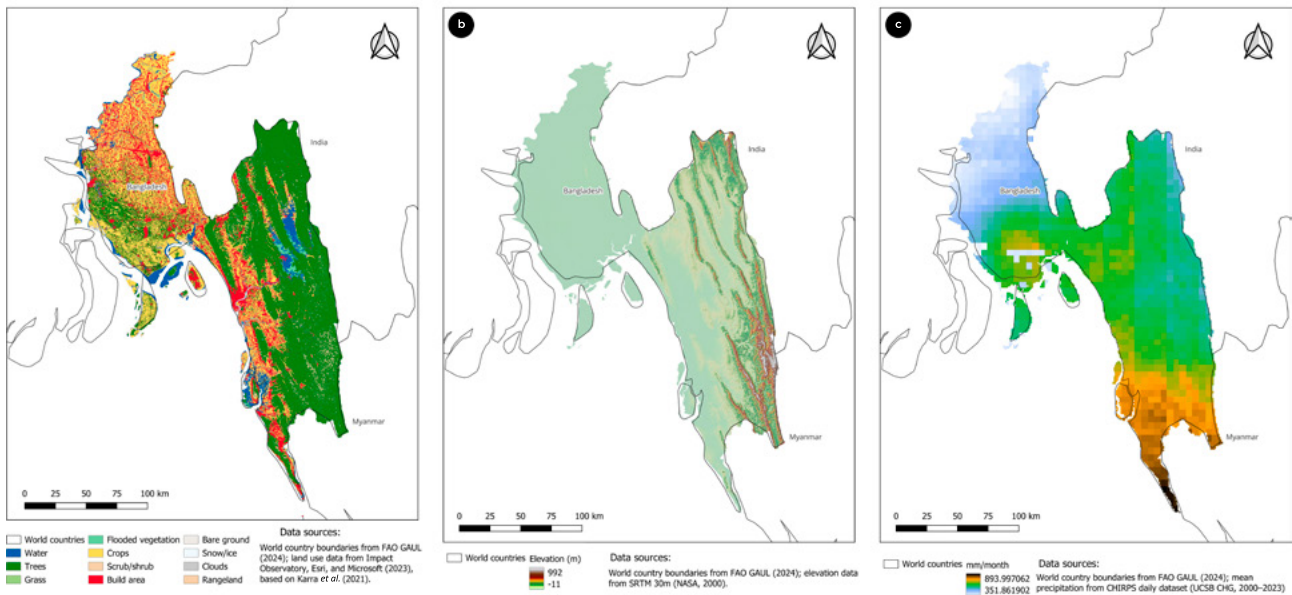 India
Bangladesh
Myanmar
0 25 50 75 100 km
World countries
Water
Trees
Grass
Flooded vegetation
Crops
Scrub/shrub
Build area
Bare ground
Snow/ice
Clouds
Rangeland
Data sources:
World country boundaries from FAO GAUL
(2024); land use data from Impact
Observatory, Esri, and Microsoft (2023),
based on Karra et al. (2021).
b
India
Bangladesh
Myanmar
0 25 50 75 100 km
World countries
Elevation (m)
992
-11
Data sources:
World country boundaries from FAO GAUL (2024); elevation data
from SRTM 30m (NASA, 2000).
c
India
Bangladesh
Myanmar
0 25 50 75 100 km
World countries
mm/month
893.997062
351.861902
Data sources:
World country boundaries from FAO GAUL (2024); mean
precipitation from CHIRPS daily dataset (UCSB CHG, 2000–2023)